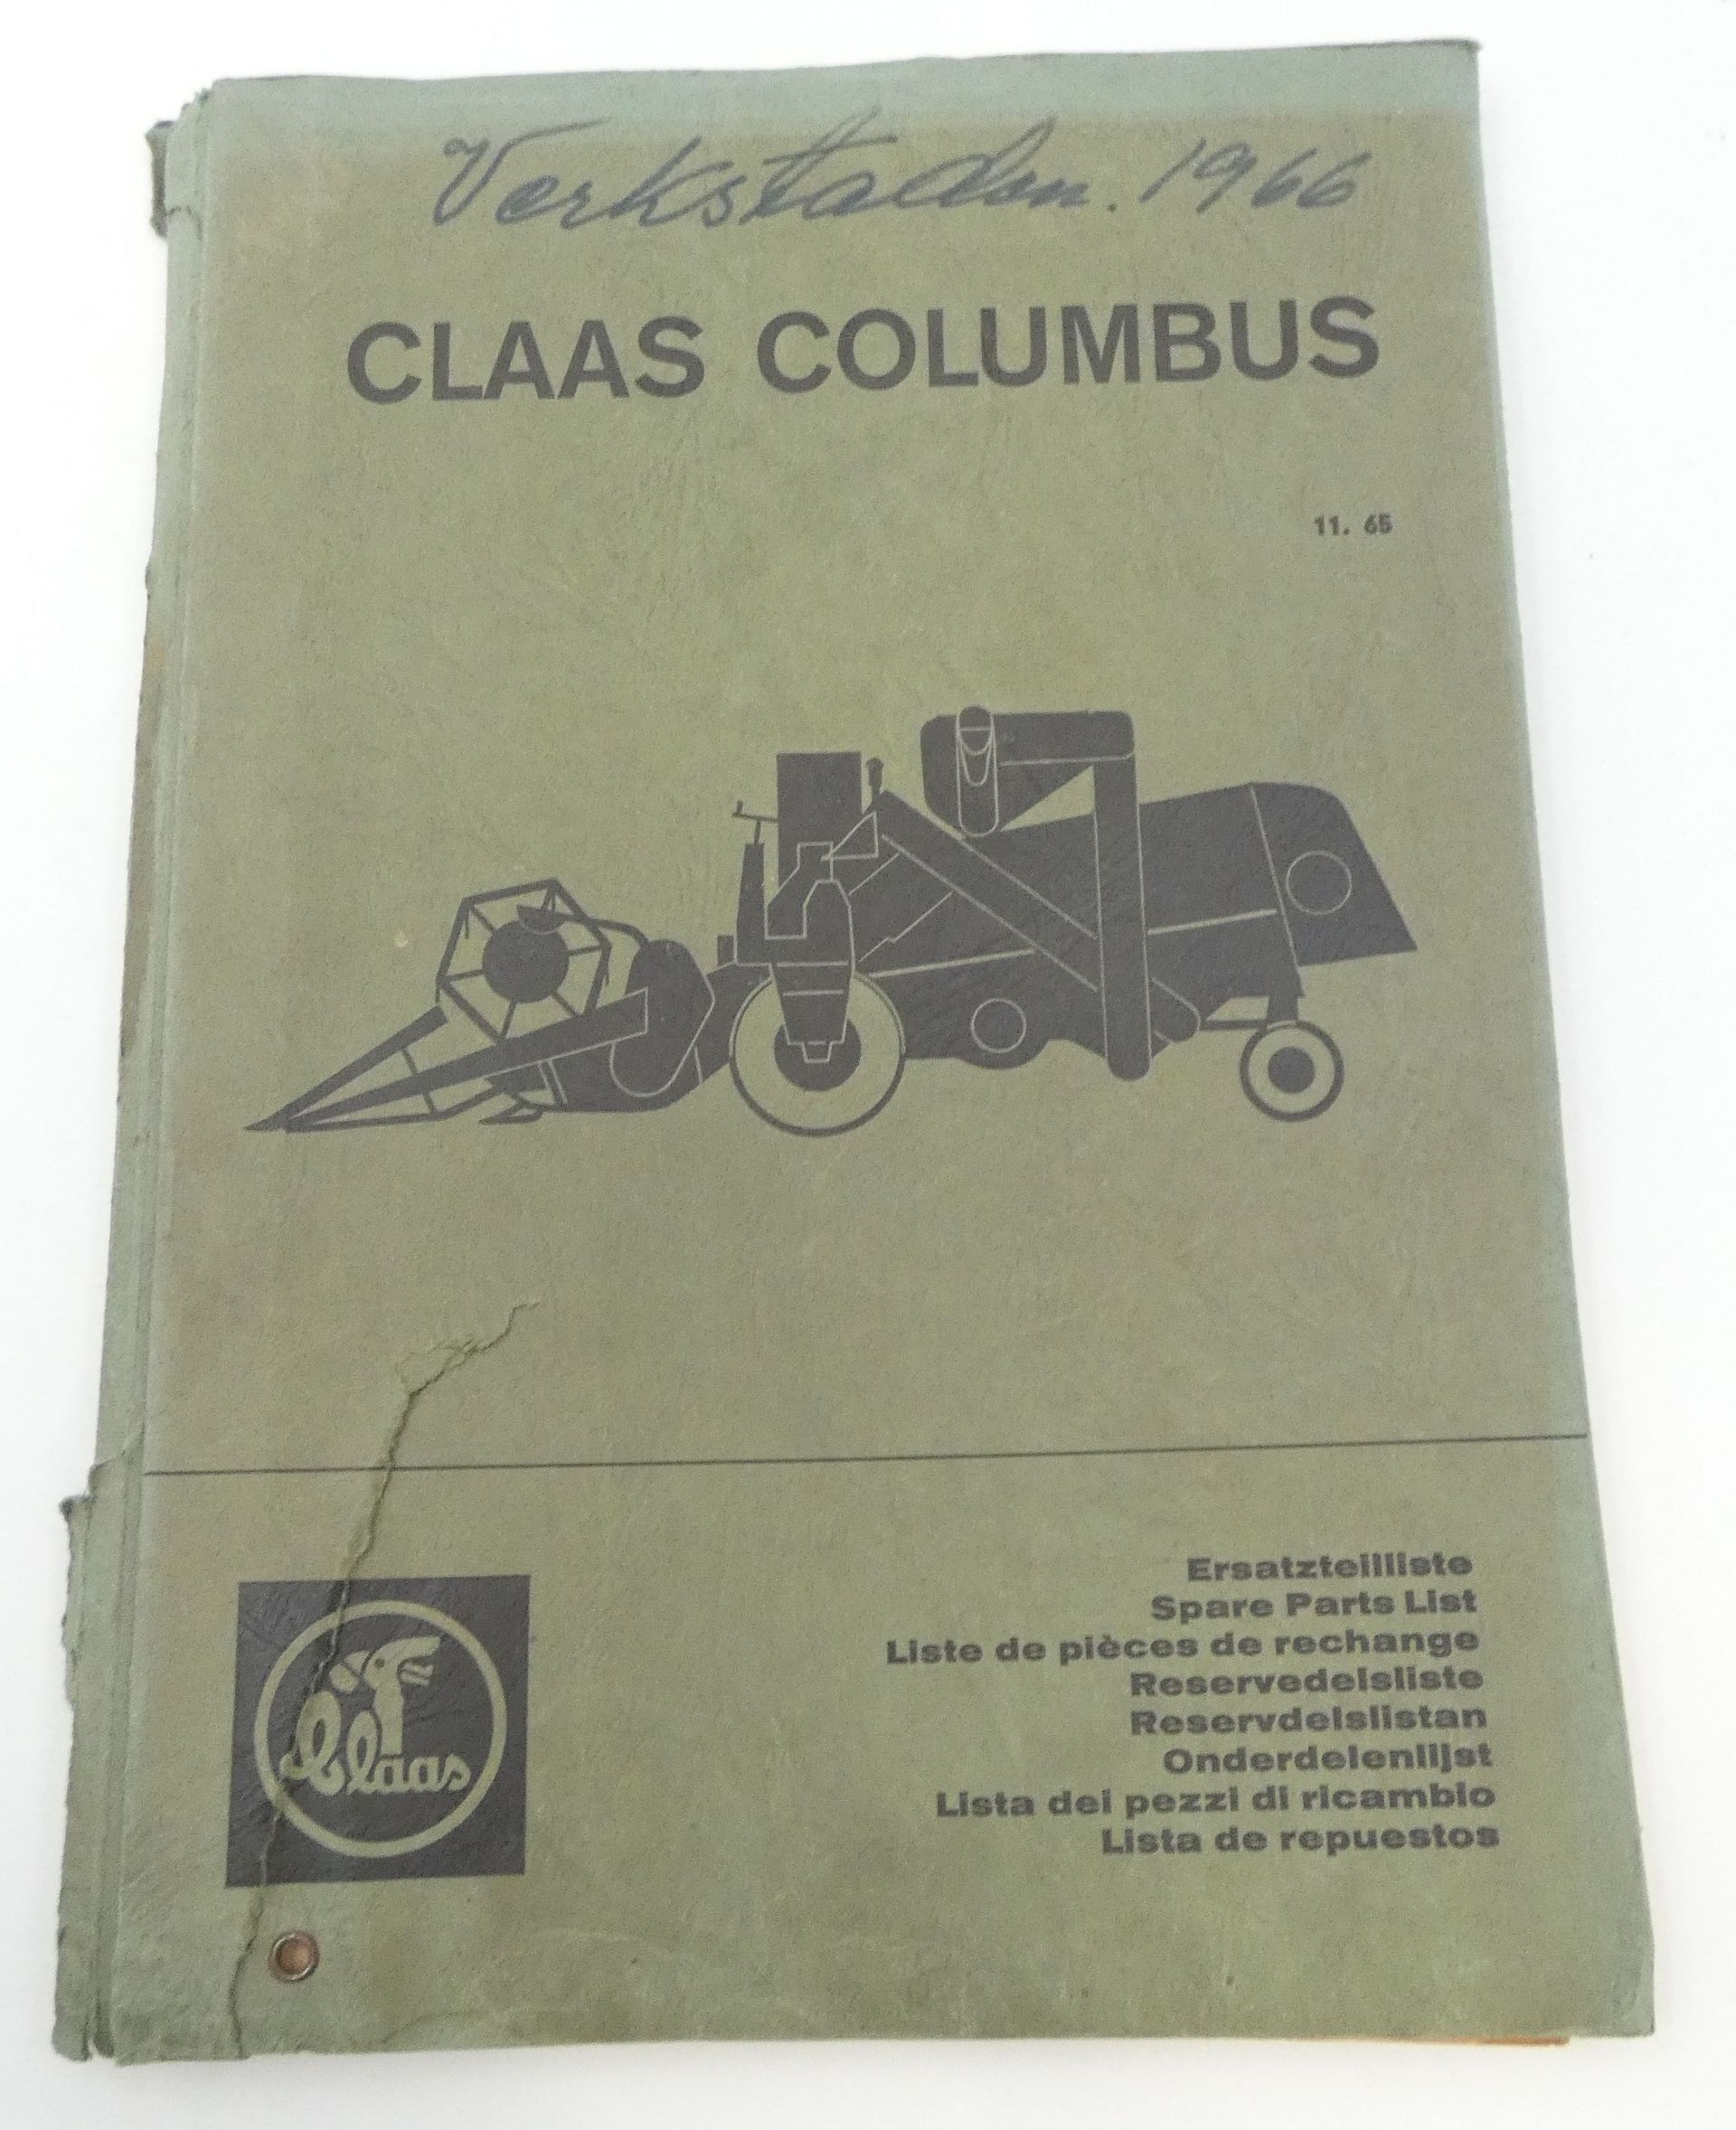 Verkstaden. 1966
CLAAS COLUMBUS
11. 65
Ersatzteilliste
Spare Parts List
Liste de pièces de rechange
Reservedelsliste
Reservdelslistan
Onderdelenlijst
Lista dei pezzi di ricambio
Lista de repuestos
Claas